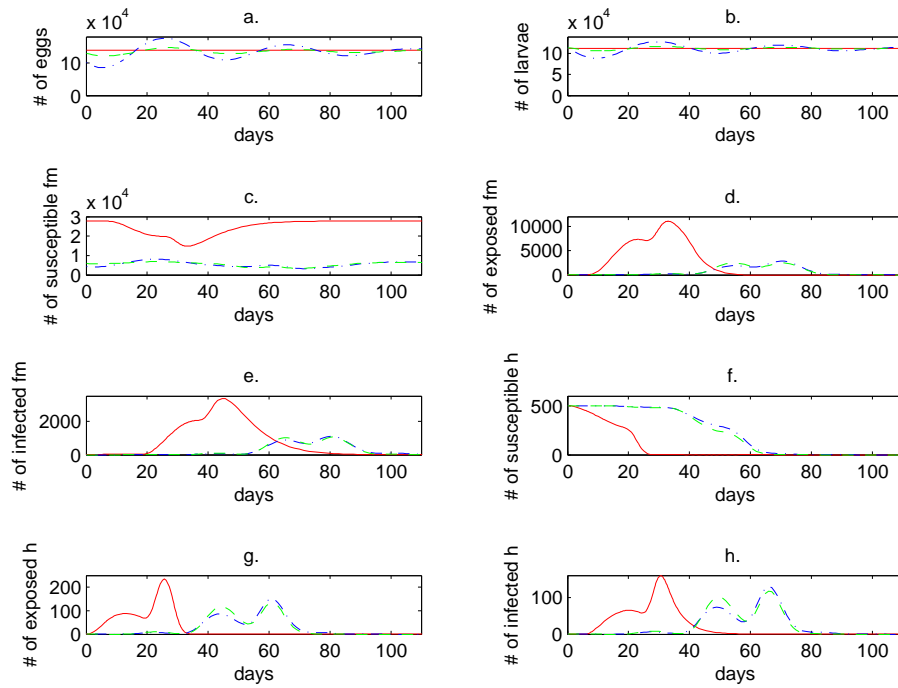 a.
x 10^4
# of eggs
10
0
0 20 40 60 80 100
days
b.
x 10^4
# of larvae
10
5
0
0 20 40 60 80 100
days
c.
x 10^4
# of susceptible fm
3
2
1
0
0 20 40 60 80 100
days
d.
# of exposed fm
10000
5000
0
0 20 40 60 80 100
days
e.
# of infected fm
2000
0
0 20 40 60 80 100
days
f.
# of susceptible h
500
0
0 20 40 60 80 100
days
g.
# of exposed h
200
100
0
0 20 40 60 80 100
days
h.
# of infected h
100
0
0 20 40 60 80 100
days